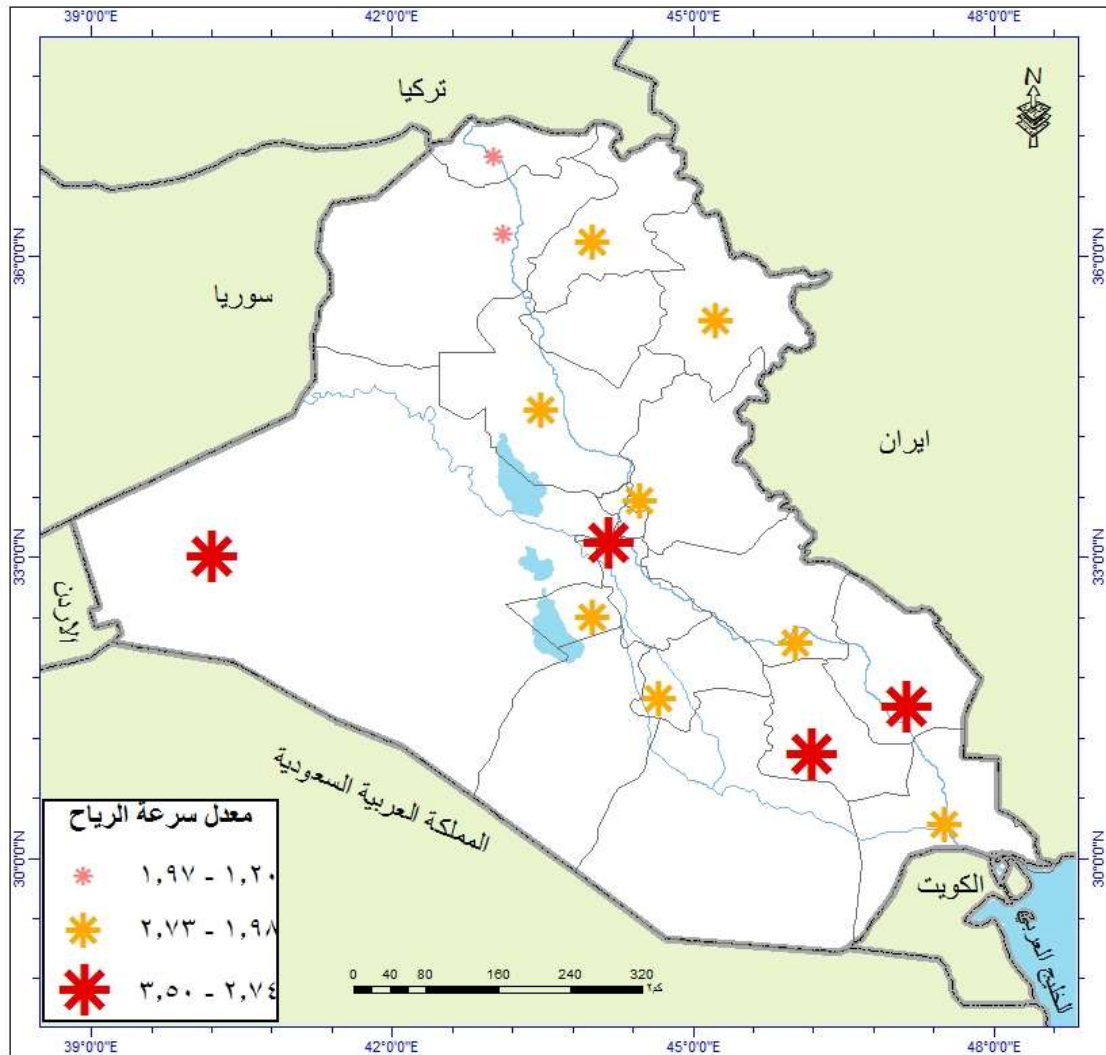 39°0'0"E
42°0'0"E
45°0'0"E
48°0'0"E
N
تركيا
سوريا
ايران
الاردن
المملكة العربية السعودية
الكويت
الخليج العربي
36°0'0"N
33°0'0"N
30°0'0"N
36°0'0"N
33°0'0"N
30°0'0"N
معدل سرعة الرياح
١,٢٠ - ١,٩٧
١,٩٨ - ٢,٧٣
٢,٧٤ - ٣,٥٠
0 40 80 160 240 320
كم٢
39°0'0"E
42°0'0"E
45°0'0"E
48°0'0"E